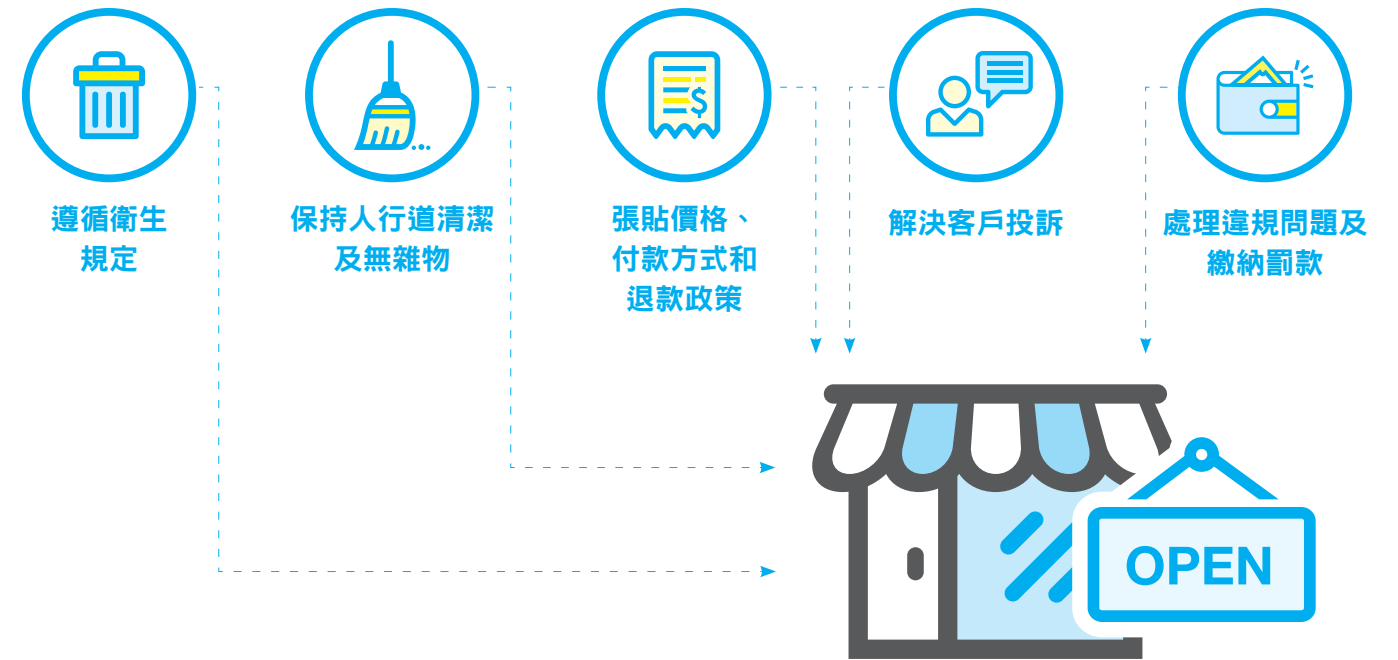 遵循衛生
規定
保持人行道清潔
及無雜物
張貼價格、
付款方式和
退款政策
解決客戶投訴
處理違規問題及
繳納罰款
$
OPEN